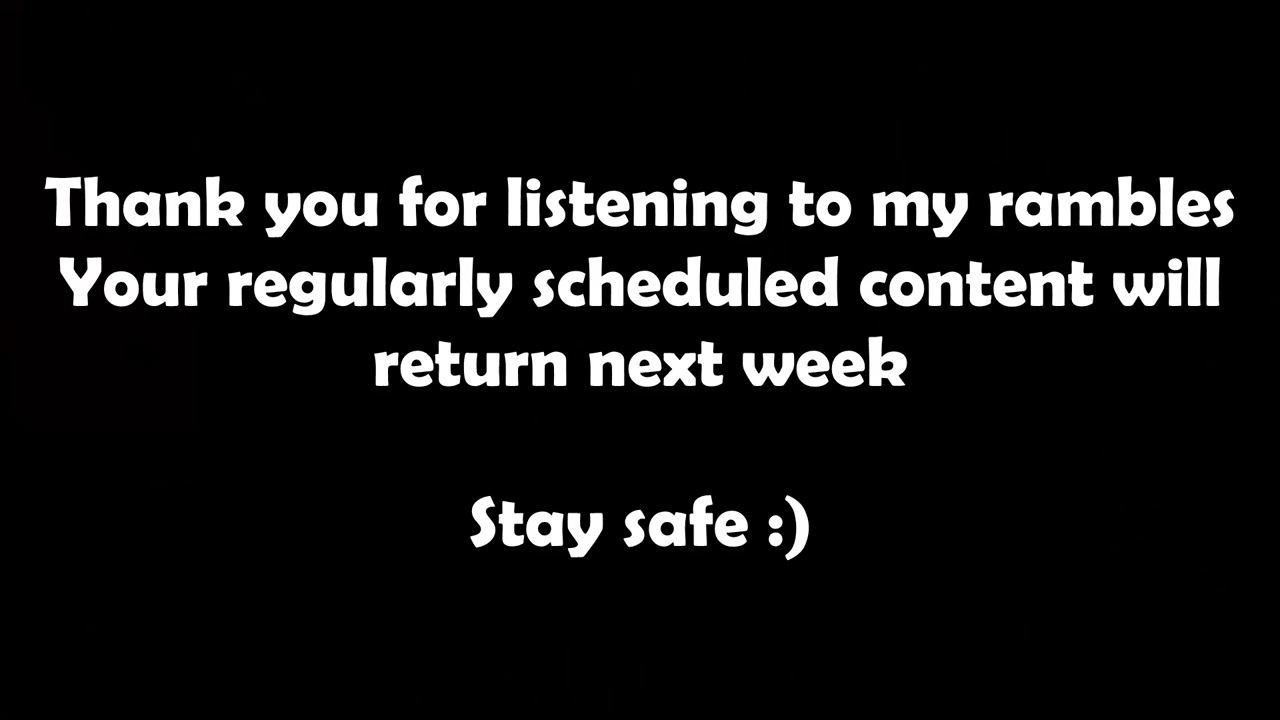 Thank you for listening to my rambles
Your regularly scheduled content will
return next week
Stay safe :)